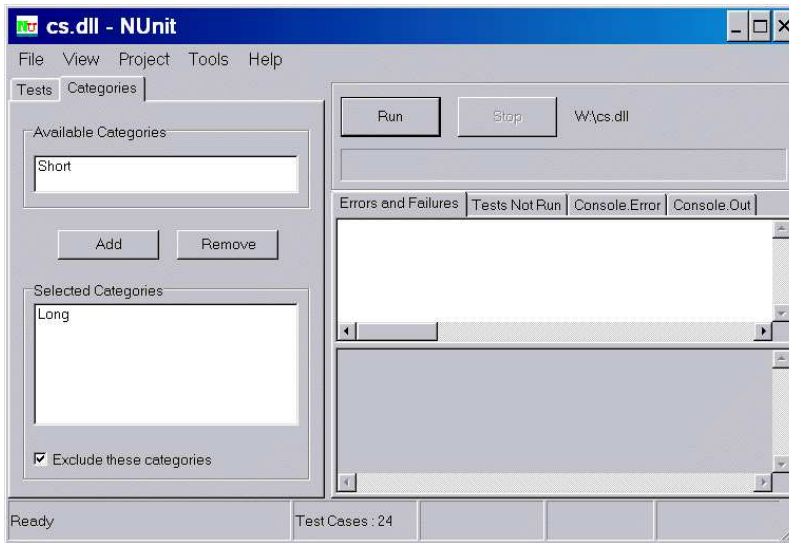 Nu cs.dll - NUnit
File View Project Tools Help
Tests Categories
Available Categories
Short
Add Remove
Selected Categories
Long
Exclude these categories
Run Stop W:\cs.dll
Errors and Failures Tests Not Run Console.Error Console.Out
Ready Test Cases : 24